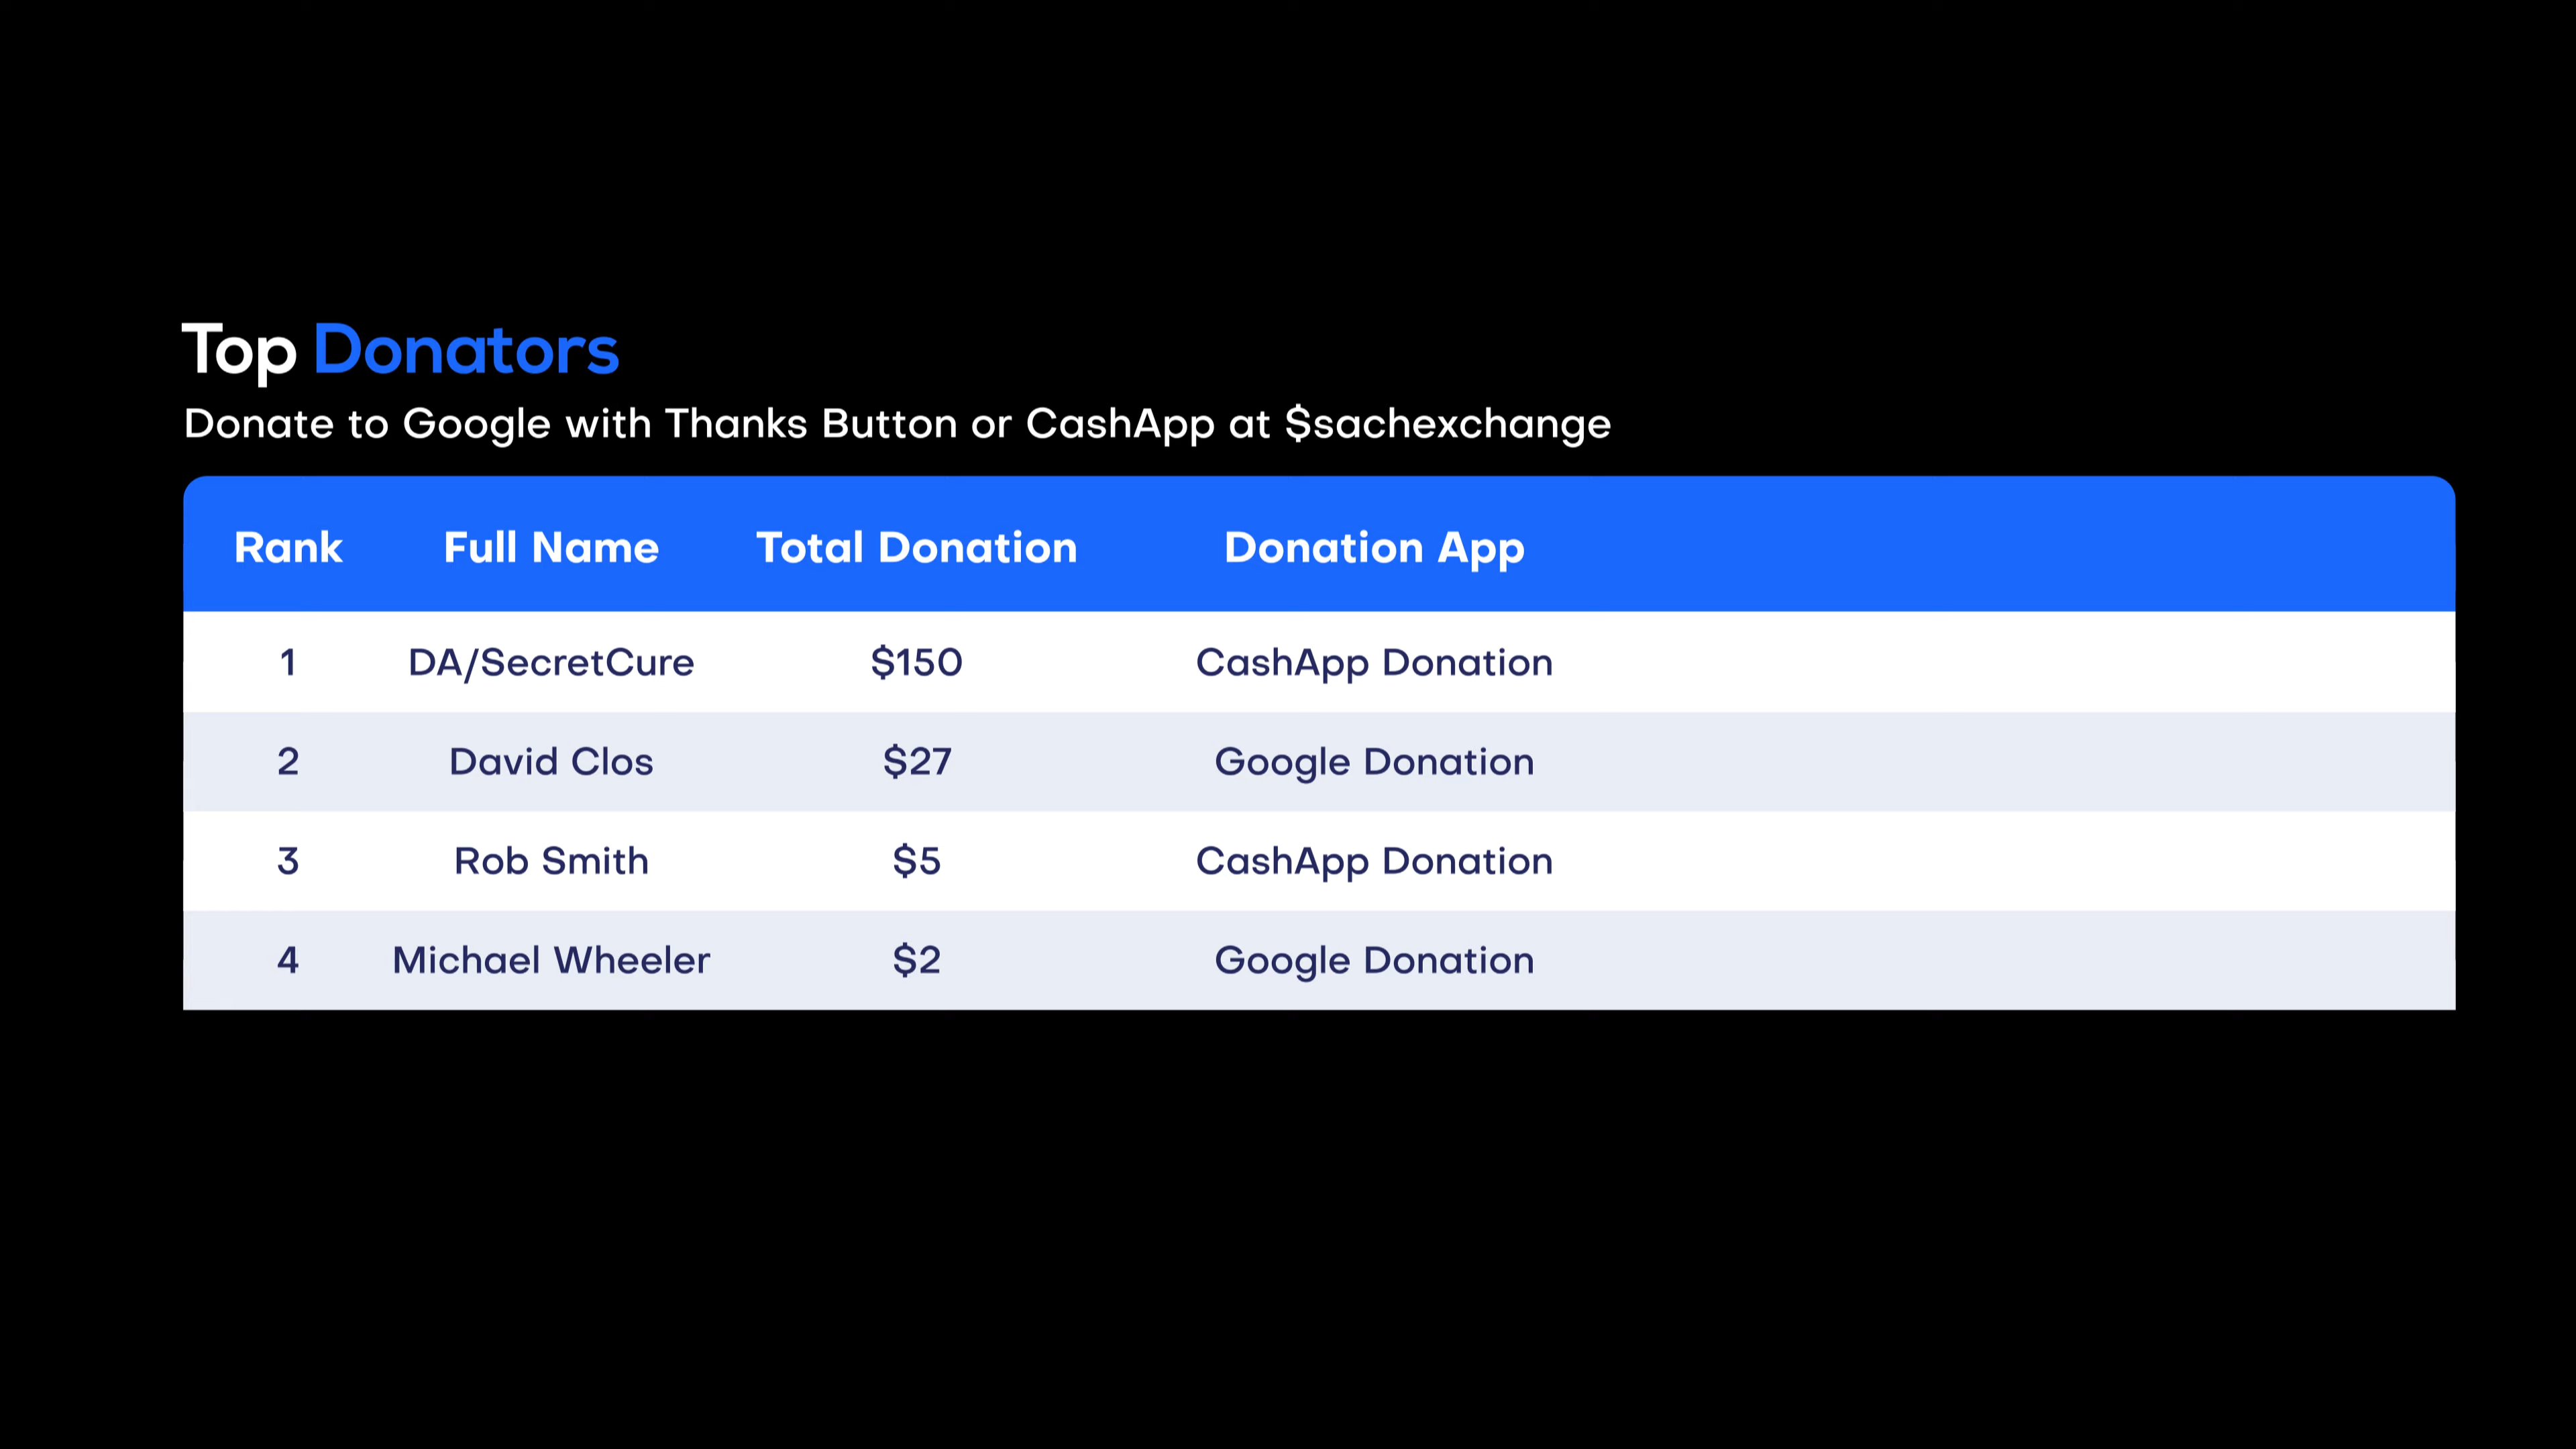 Top Donators
Donate to Google with Thanks Button or CashApp at $sachexchange
Rank Full Name Total Donation Donation App
1 DA/SecretCure $150 CashApp Donation
2 David Clos $27 Google Donation
3 Rob Smith $5 CashApp Donation
4 Michael Wheeler $2 Google Donation